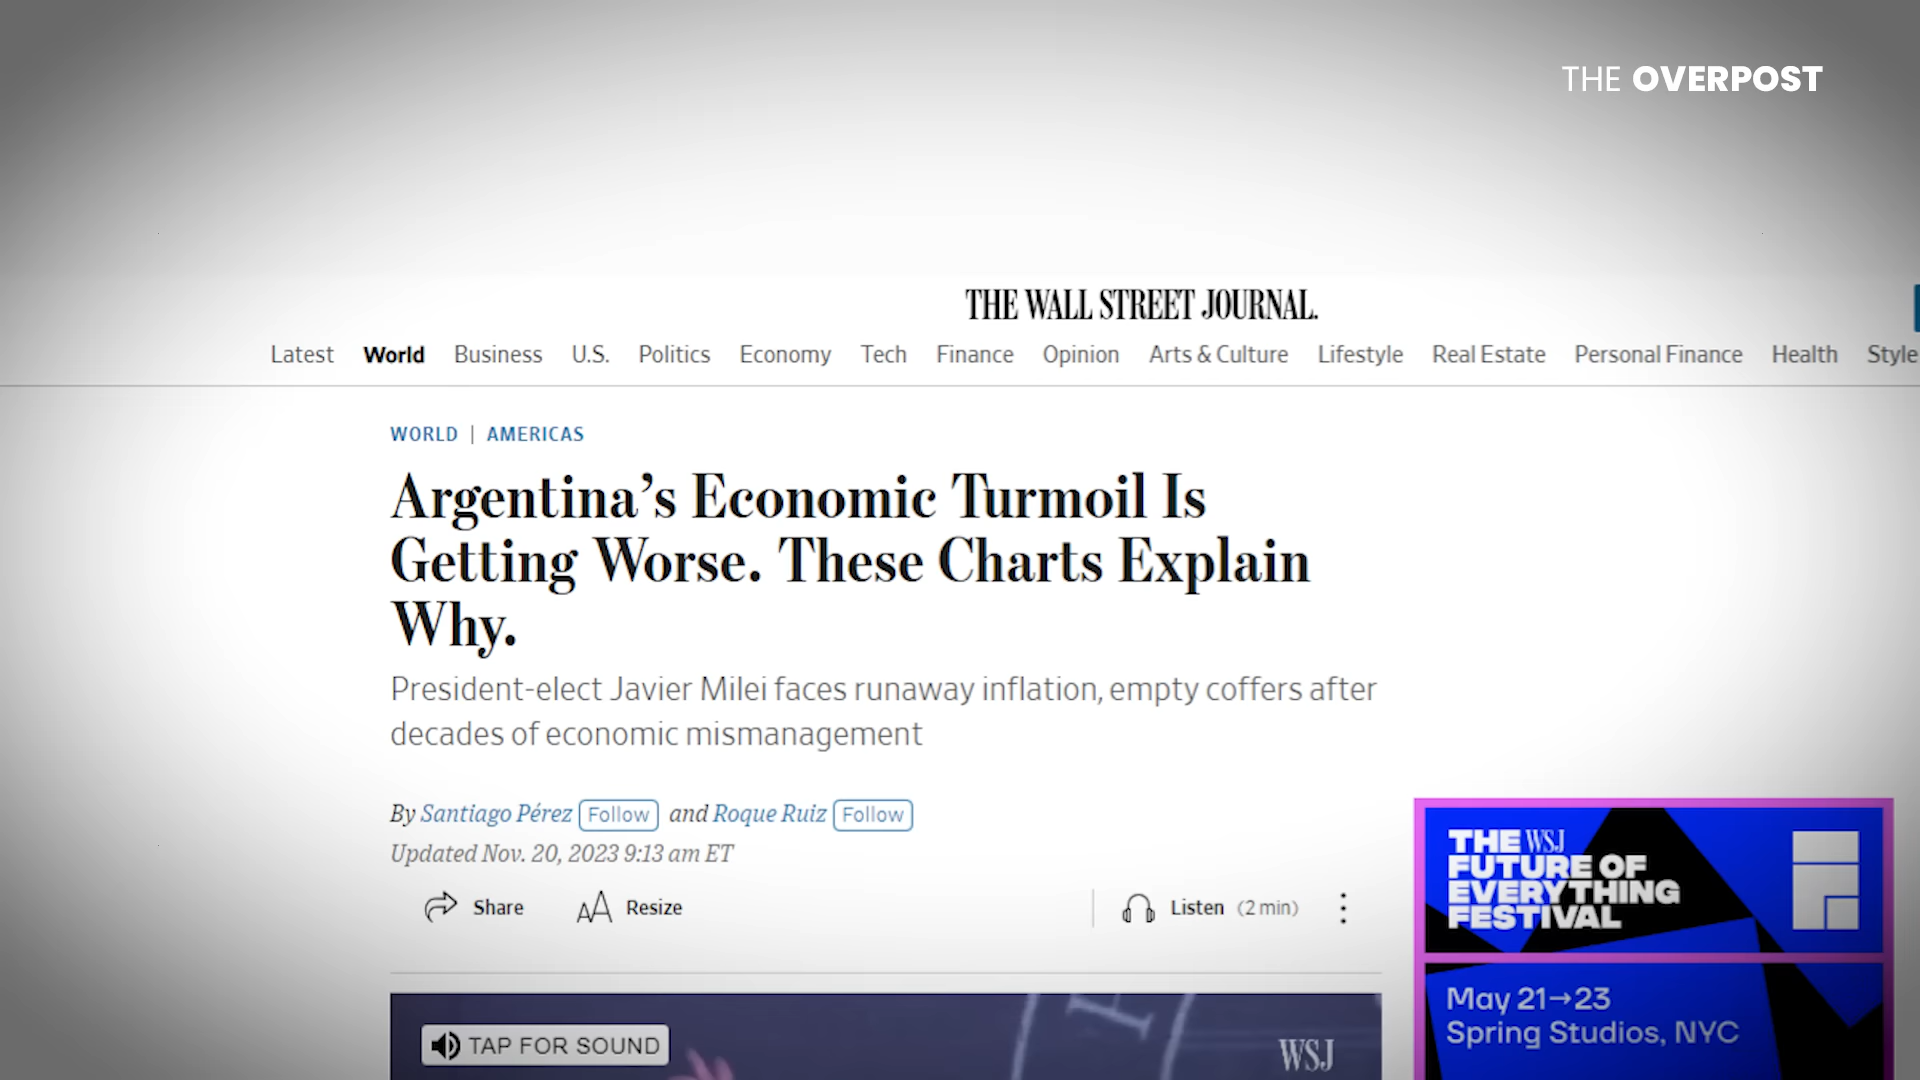 THE OVERPOST
THE WALL STREET JOURNAL.
Latest World Business U.S. Politics Economy Tech Finance Opinion Arts & Culture Lifestyle Real Estate Personal Finance Health Style
WORLD | AMERICAS
Argentina’s Economic Turmoil Is
Getting Worse. These Charts Explain
Why.
President-elect Javier Milei faces runaway inflation, empty coffers after
decades of economic mismanagement
By Santiago Pérez Follow and Roque Ruiz Follow
Updated Nov. 20, 2023 9:13 am ET
Share Resize Listen (2 min)
TAP FOR SOUND
WSJ
THE WSJ
FUTURE OF
EVERYTHING
FESTIVAL
May 21→23
Spring Studios, NYC